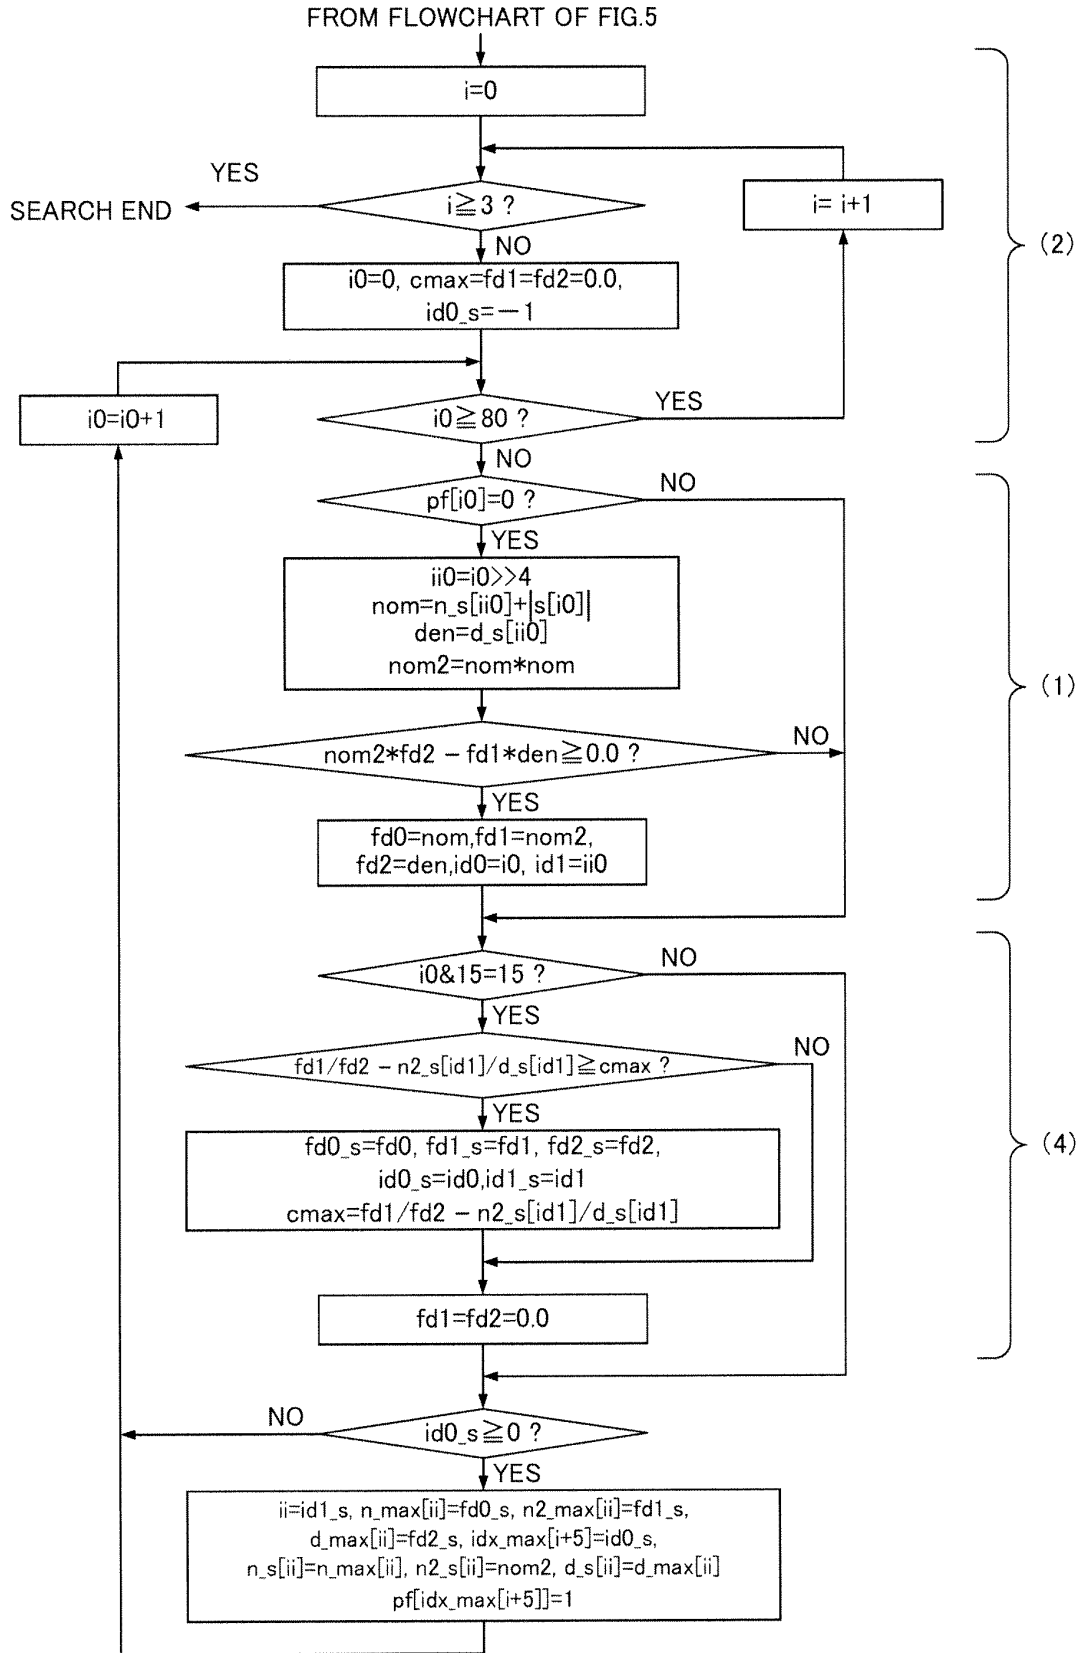 FROM FLOWCHART OF FIG.5
i=0
YES
SEARCH END
i≧3 ?
i= i+1
(2)
NO
i0=0, cmax=fd1=fd2=0.0,
id0_s=－1
i0=i0+1
i0≧80 ?
YES
NO
pf[i0]=0 ?
NO
YES
ii0=i0>>4
nom=n_s[ii0]+|s[i0]|
den=d_s[ii0]
nom2=nom*nom
(1)
nom2*fd2 − fd1*den≧0.0 ?
NO
YES
fd0=nom,fd1=nom2,
fd2=den,id0=i0, id1=ii0
i0&15=15 ?
NO
YES
fd1/fd2 − n2_s[id1]/d_s[id1]≧cmax ?
NO
YES
fd0_s=fd0, fd1_s=fd1, fd2_s=fd2,
id0_s=id0,id1_s=id1
cmax=fd1/fd2 − n2_s[id1]/d_s[id1]
(4)
fd1=fd2=0.0
NO
id0_s≧0 ?
YES
ii=id1_s, n_max[ii]=fd0_s, n2_max[ii]=fd1_s,
d_max[ii]=fd2_s, idx_max[i+5]=id0_s,
n_s[ii]=n_max[ii], n2_s[ii]=nom2, d_s[ii]=d_max[ii]
pf[idx_max[i+5]]=1